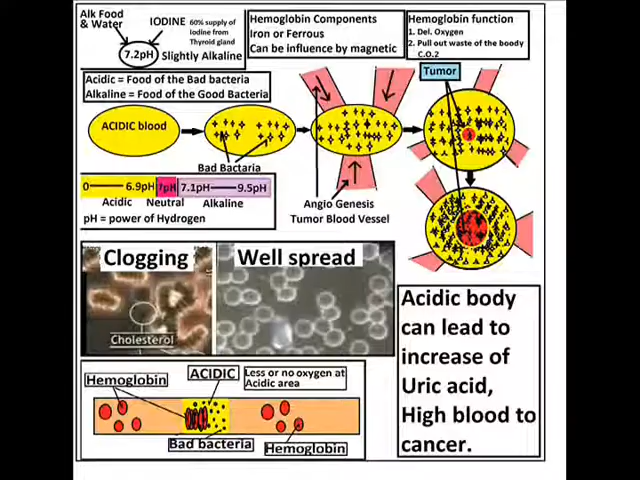 Alk Food
& Water
IODINE
60% supply of
Iodine from
Thyroid gland
7.2pH
Slightly Alkaline
Hemoglobin Components
Iron or Ferrous
Can be influence by magnetic
Hemoglobin function
1. Del. Oxygen
2. Pull out waste of the boody
C.O.2
Tumor
Acidic = Food of the Bad bacteria
Alkaline = Food of the Good Bacteria
ACIDIC blood
Bad Bactaria
0
6.9pH
7pH
7.1pH
9.5pH
Acidic
Neutral
Alkaline
pH = power of Hydrogen
Angio Genesis
Tumor Blood Vessel
Clogging
Well spread
Cholesterol
Acidic body
can lead to
increase of
Uric acid,
High blood to
cancer.
Hemoglobin
ACIDIC
Less or no oxygen at
Acidic area
Bad bacteria
Hemoglobin